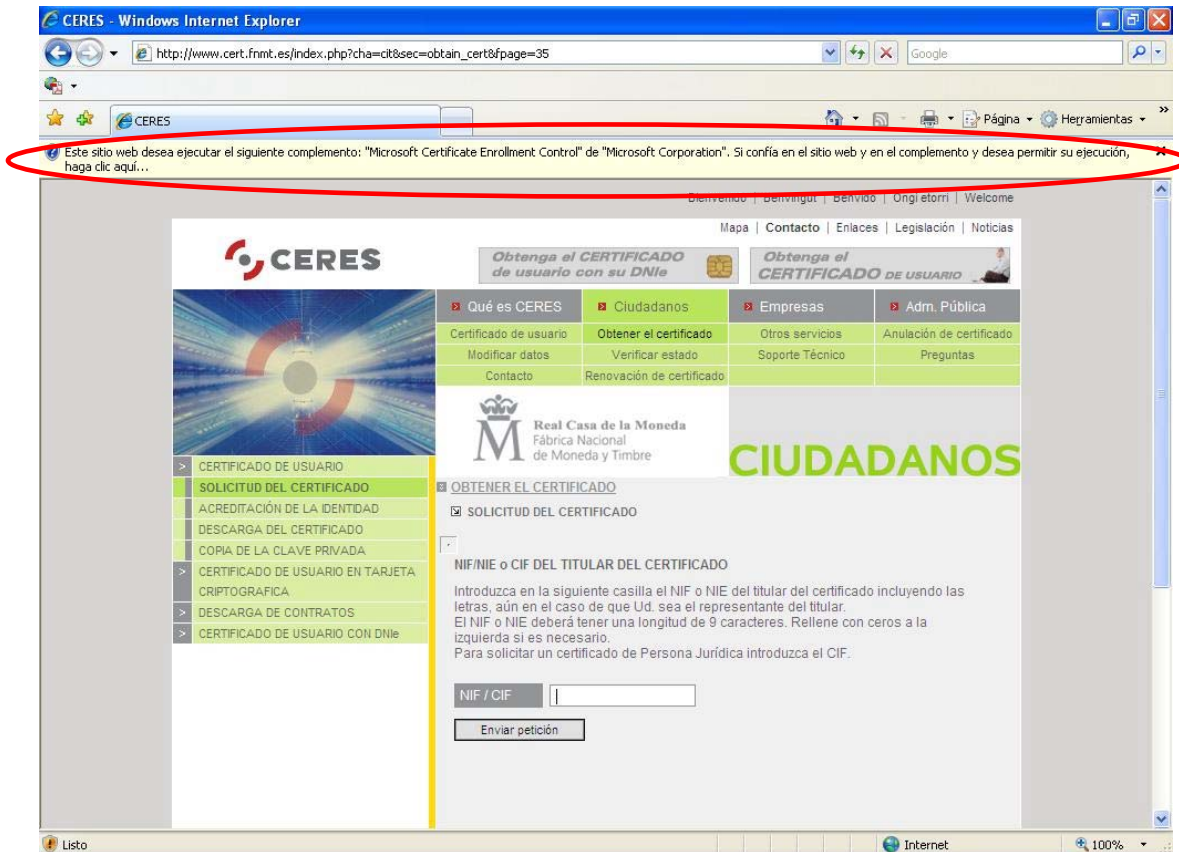 CERES - Windows Internet Explorer
http://www.cert.fnmt.es/index.php?cha=cit&sec=obtain_cert&fpage=35
Google
CERES
Página
Herramientas
Este sitio web desea ejecutar el siguiente complemento: "Microsoft Certificate Enrollment Control" de "Microsoft Corporation". Si confía en el sitio web y en el complemento y desea permitir su ejecución,
haga clic aquí...
Bienvenido | Benvingut | Benvido | Ongi etorri | Welcome
Mapa | Contacto | Enlaces | Legislación | Noticias
CERES
Obtenga el CERTIFICADO
de usuario con su DNIe
Obtenga el
CERTIFICADO DE USUARIO
Qué es CERES
Ciudadanos
Empresas
Adm. Pública
Certificado de usuario
Obtener el certificado
Otros servicios
Anulación de certificado
Modificar datos
Verificar estado
Soporte Técnico
Preguntas
Contacto
Renovación de certificado
Real Casa de la Moneda
Fábrica Nacional
de Moneda y Timbre
CIUDADANOS
> CERTIFICADO DE USUARIO
SOLICITUD DEL CERTIFICADO
ACREDITACIÓN DE LA IDENTIDAD
DESCARGA DEL CERTIFICADO
COPIA DE LA CLAVE PRIVADA
> CERTIFICADO DE USUARIO EN TARJETA
CRIPTOGRAFICA
> DESCARGA DE CONTRATOS
> CERTIFICADO DE USUARIO CON DNIe
OBTENER EL CERTIFICADO
SOLICITUD DEL CERTIFICADO
NIF/NIE o CIF DEL TITULAR DEL CERTIFICADO
Introduzca en la siguiente casilla el NIF o NIE del titular del certificado incluyendo las
letras, aún en el caso de que Ud. sea el representante del titular.
El NIF o NIE deberá tener una longitud de 9 caracteres. Rellene con ceros a la
izquierda si es necesario.
Para solicitar un certificado de Persona Jurídica introduzca el CIF.
NIF / CIF
Enviar petición
Listo
Internet
100%